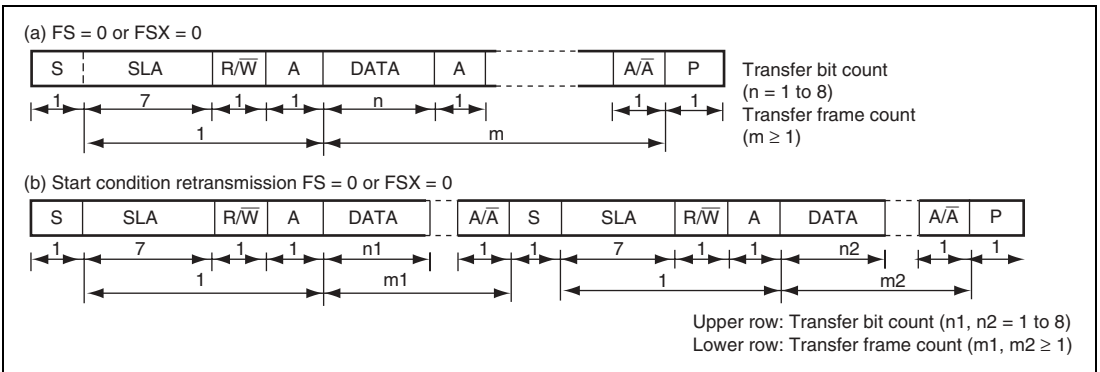 (a) FS = 0 or FSX = 0
S SLA R/W̅ A DATA A A/A̅ P
1 7 1 1 n 1 1 1
1 m
Transfer bit count
(n = 1 to 8)
Transfer frame count
(m ≥ 1)
(b) Start condition retransmission FS = 0 or FSX = 0
S SLA R/W̅ A DATA A/A̅ S SLA R/W̅ A DATA A/A̅ P
1 7 1 1 n1 1 1 7 1 1 n2 1 1
1 m1 1 m2
Upper row: Transfer bit count (n1, n2 = 1 to 8)
Lower row: Transfer frame count (m1, m2 ≥ 1)